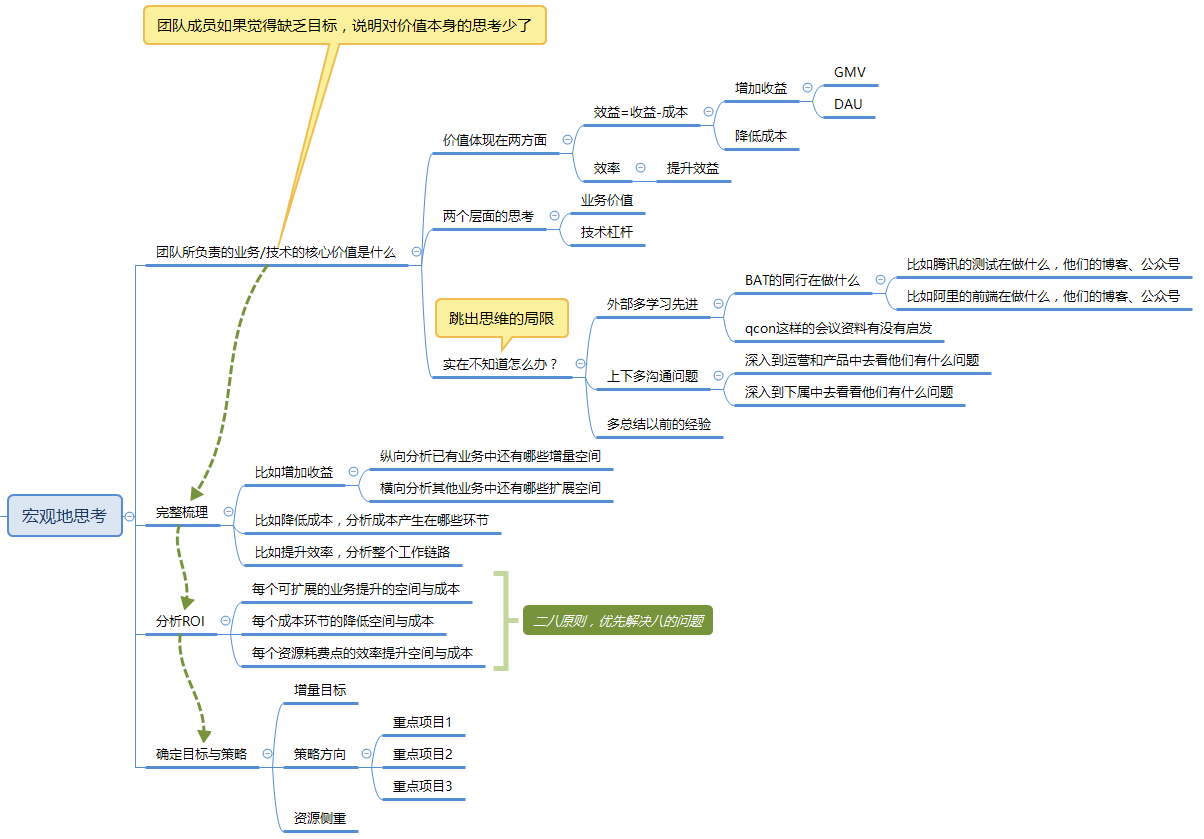 团队成员如果觉得缺乏目标，说明对价值本身的思考少了
宏观地思考
团队所负责的业务/技术的核心价值是什么
价值体现在两方面
效益=收益-成本
增加收益
GMV
DAU
降低成本
效率
提升效益
两个层面的思考
业务价值
技术杠杆
跳出思维的局限
实在不知道怎么办？
外部多学习先进
BAT的同行在做什么
比如腾讯的测试在做什么，他们的博客、公众号
比如阿里的前端在做什么，他们的博客、公众号
qcon这样的会议资料有没有启发
上下多沟通问题
深入到运营和产品中去看他们有什么问题
深入到下属中去看看他们有什么问题
多总结以前的经验
完整梳理
比如增加收益
纵向分析已有业务中还有哪些增量空间
横向分析其他业务中还有哪些扩展空间
比如降低成本，分析成本产生在哪些环节
比如提升效率，分析整个工作链路
分析ROI
每个可扩展的业务提升的空间与成本
每个成本环节的降低空间与成本
每个资源耗费点的效率提升空间与成本
二八原则，优先解决八的问题
确定目标与策略
增量目标
策略方向
重点项目1
重点项目2
重点项目3
资源侧重